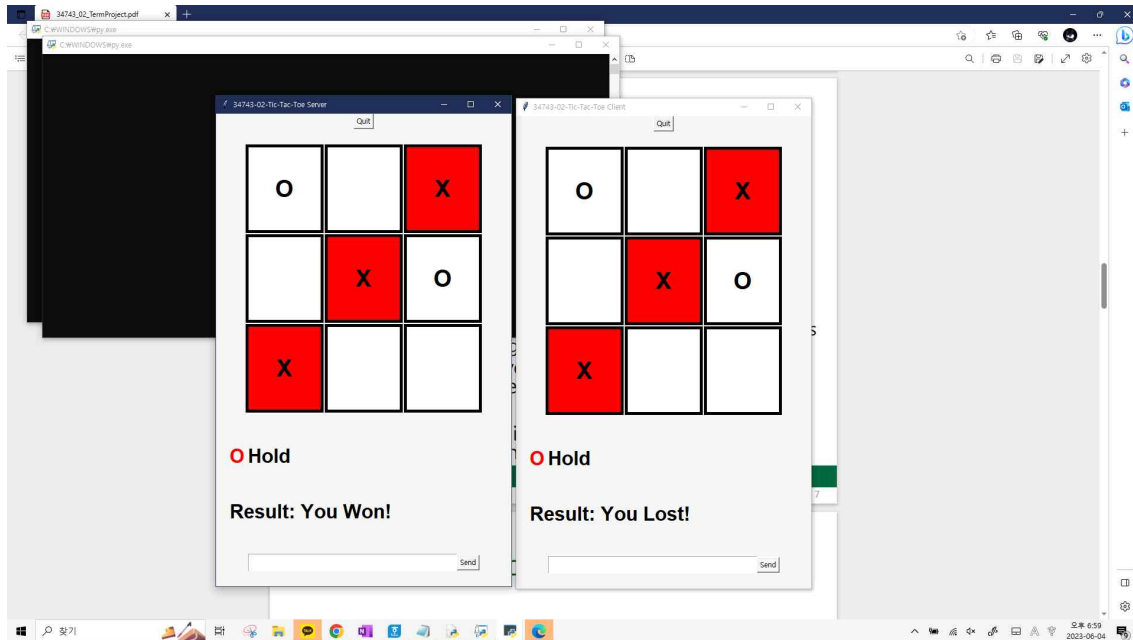 34743_02_TermProject.pdf
C:₩WINDOWS₩py.exe
C:₩WINDOWS₩py.exe
34743-02-Tic-Tac-Toe Server
Quit
O X
X O
X
O Hold
Result: You Won!
Send
34743-02-Tic-Tac-Toe Client
Quit
O X
X O
X
O Hold
Result: You Lost!
Send
s
7
찾기
오후 6:59
2023-06-04